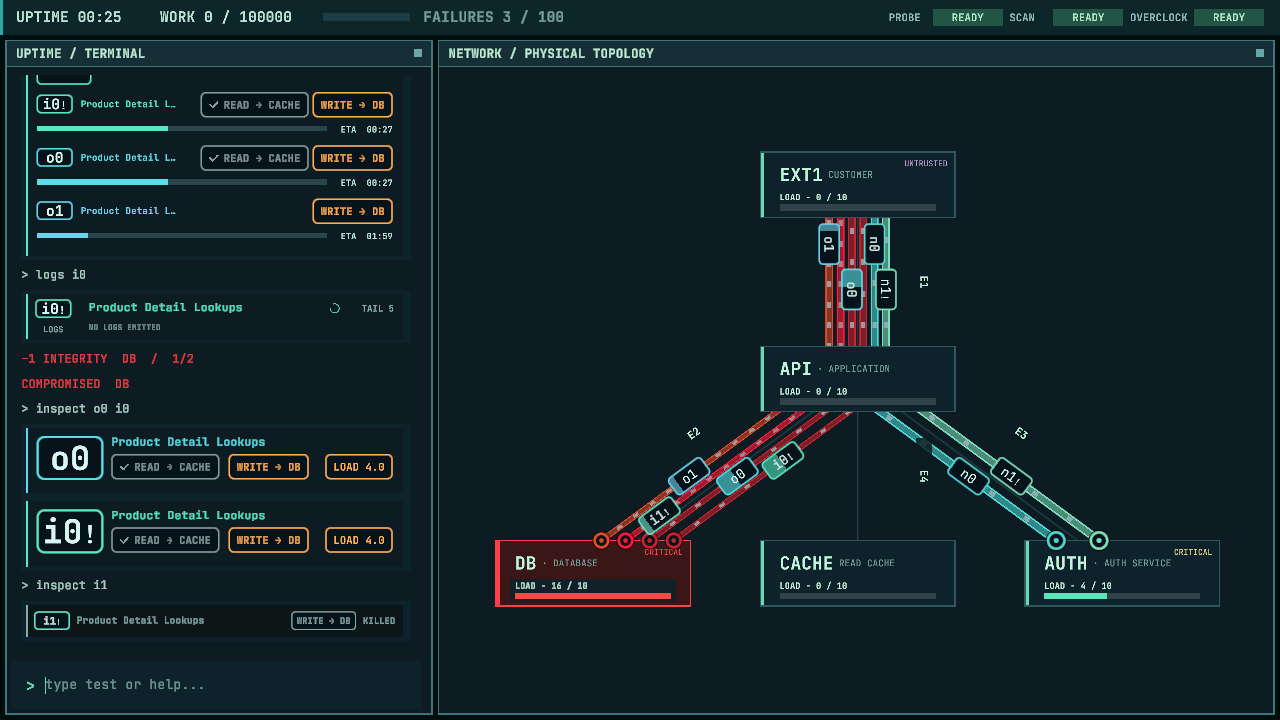 UPTIME 00:25 WORK 0 / 100000 FAILURES 3 / 100 PROBE READY SCAN READY OVERCLOCK READY
UPTIME / TERMINAL
i0! Product Detail L… ✓ READ → CACHE WRITE → DB
ETA 00:27
o0 Product Detail L… ✓ READ → CACHE WRITE → DB
ETA 00:27
o1 Product Detail L… WRITE → DB
ETA 01:59
> logs i0
i0! Product Detail Lookups TAIL 5
LOGS NO LOGS EMITTED
−1 INTEGRITY DB / 1/2
COMPROMISED DB
> inspect o0 i0
o0 Product Detail Lookups
✓ READ → CACHE WRITE → DB LOAD 4.0
i0! Product Detail Lookups
✓ READ → CACHE WRITE → DB LOAD 4.0
> inspect i1
i1! Product Detail Lookups WRITE → DB KILLED
> type test or help...
NETWORK / PHYSICAL TOPOLOGY
UNTRUSTED
EXT1 CUSTOMER
LOAD - 0 / 10
o1 n0
o0 n1!
E1
API · APPLICATION
LOAD - 0 / 10
E2 E3
E4
o1 o0 i0! n0 n1!
i1!
CRITICAL
DB · DATABASE
LOAD - 16 / 10
CACHE READ CACHE
LOAD - 0 / 10
CRITICAL
AUTH · AUTH SERVICE
LOAD - 4 / 10